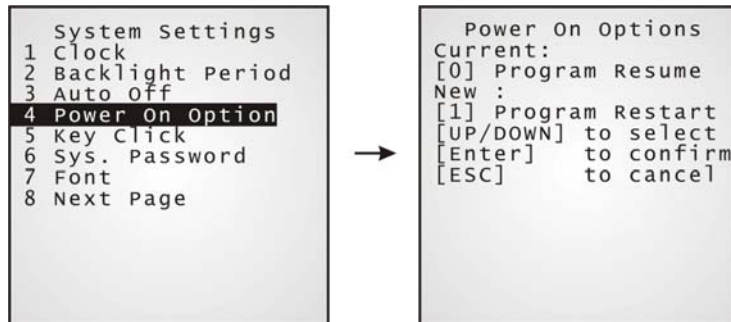 System Settings
1 Clock
2 Backlight Period
3 Auto Off
4 Power On Option
5 Key Click
6 Sys. Password
7 Font
8 Next Page
Power On Options
Current:
[0] Program Resume
New :
[1] Program Restart
[UP/DOWN] to select
[Enter] to confirm
[ESC] to cancel